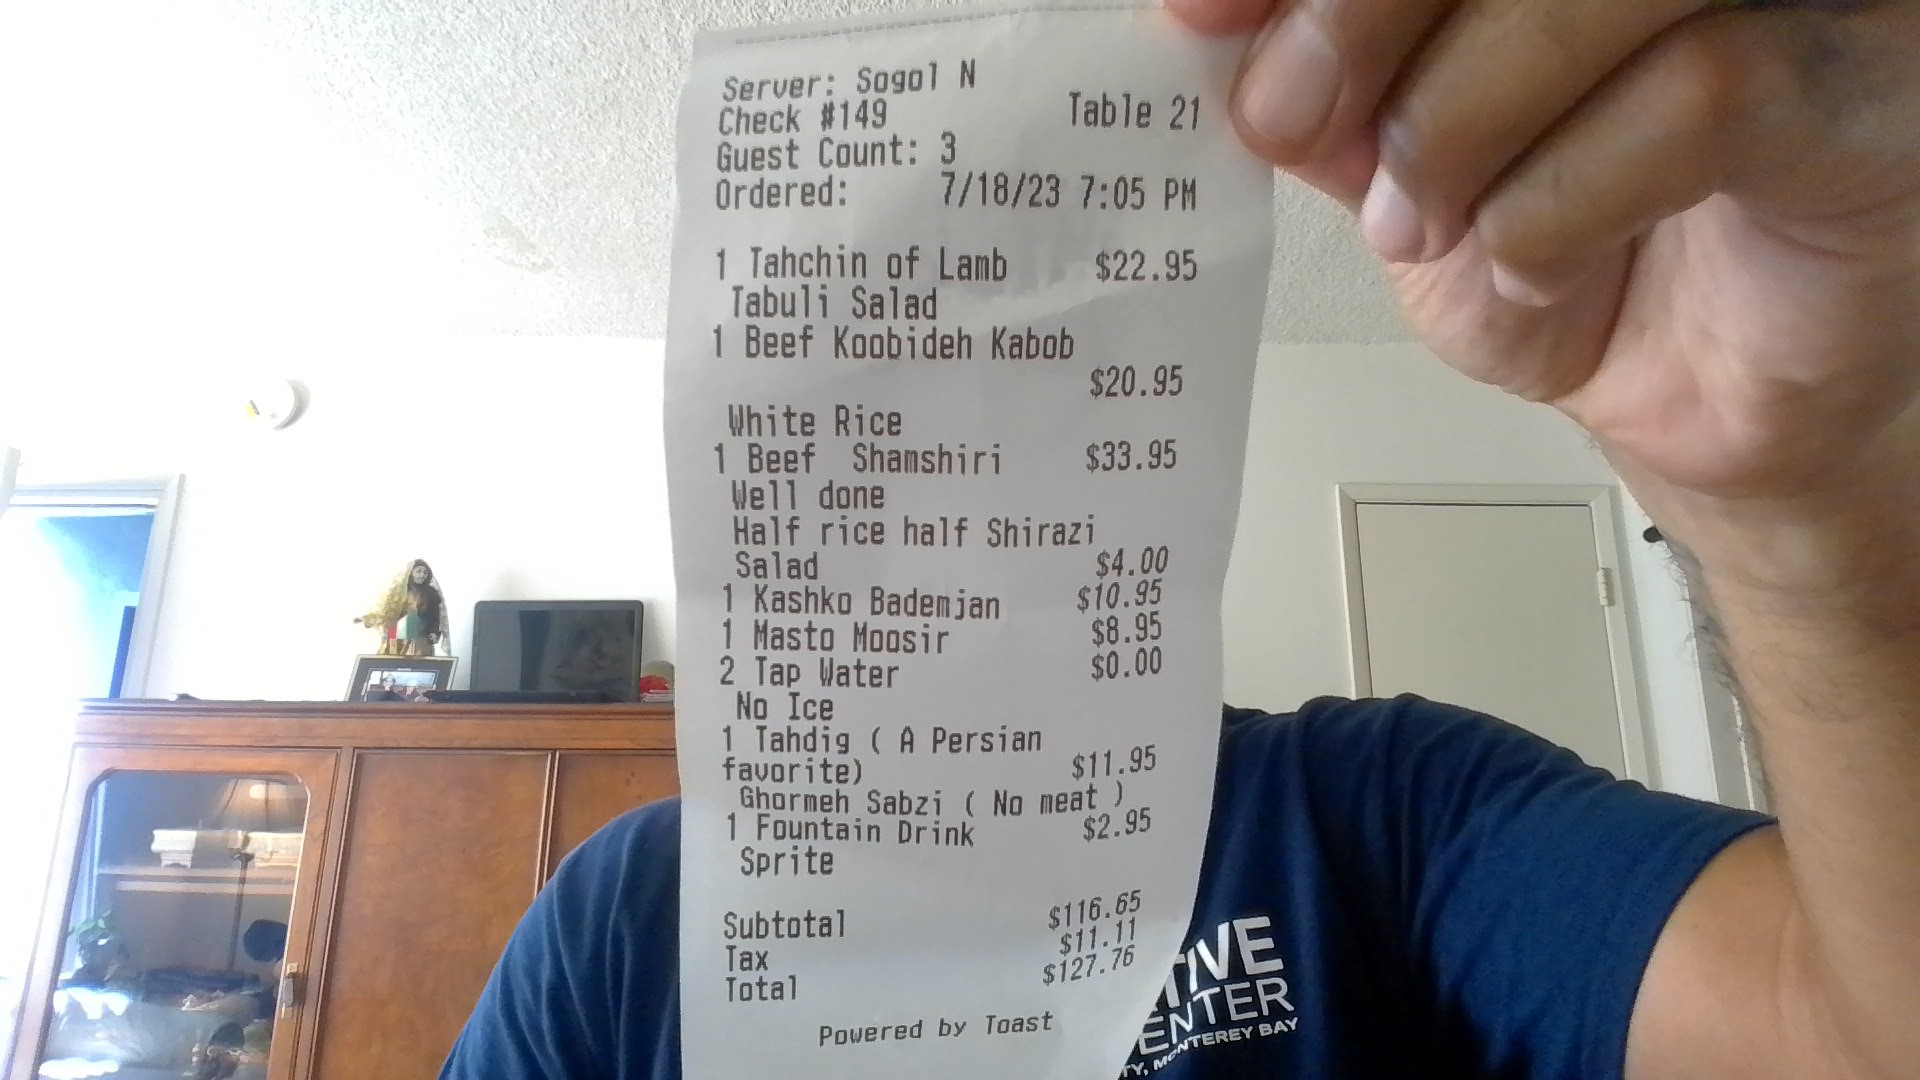 Server: Sogol N
Check #149 Table 21
Guest Count: 3
Ordered: 7/18/23 7:05 PM
1 Tahchin of Lamb $22.95
Tabuli Salad
1 Beef Koobideh Kabob
$20.95
White Rice
1 Beef Shamshiri $33.95
Well done
Half rice half Shirazi
Salad $4.00
1 Kashko Bademjan $10.95
1 Masto Moosir $8.95
2 Tap Water $0.00
No Ice
1 Tahdig ( A Persian
favorite) $11.95
Ghormeh Sabzi ( No meat )
1 Fountain Drink $2.95
Sprite
Subtotal $116.65
Tax $11.11
Total $127.76
Powered by Toast
TIVE
ENTER
TY, MONTEREY BAY